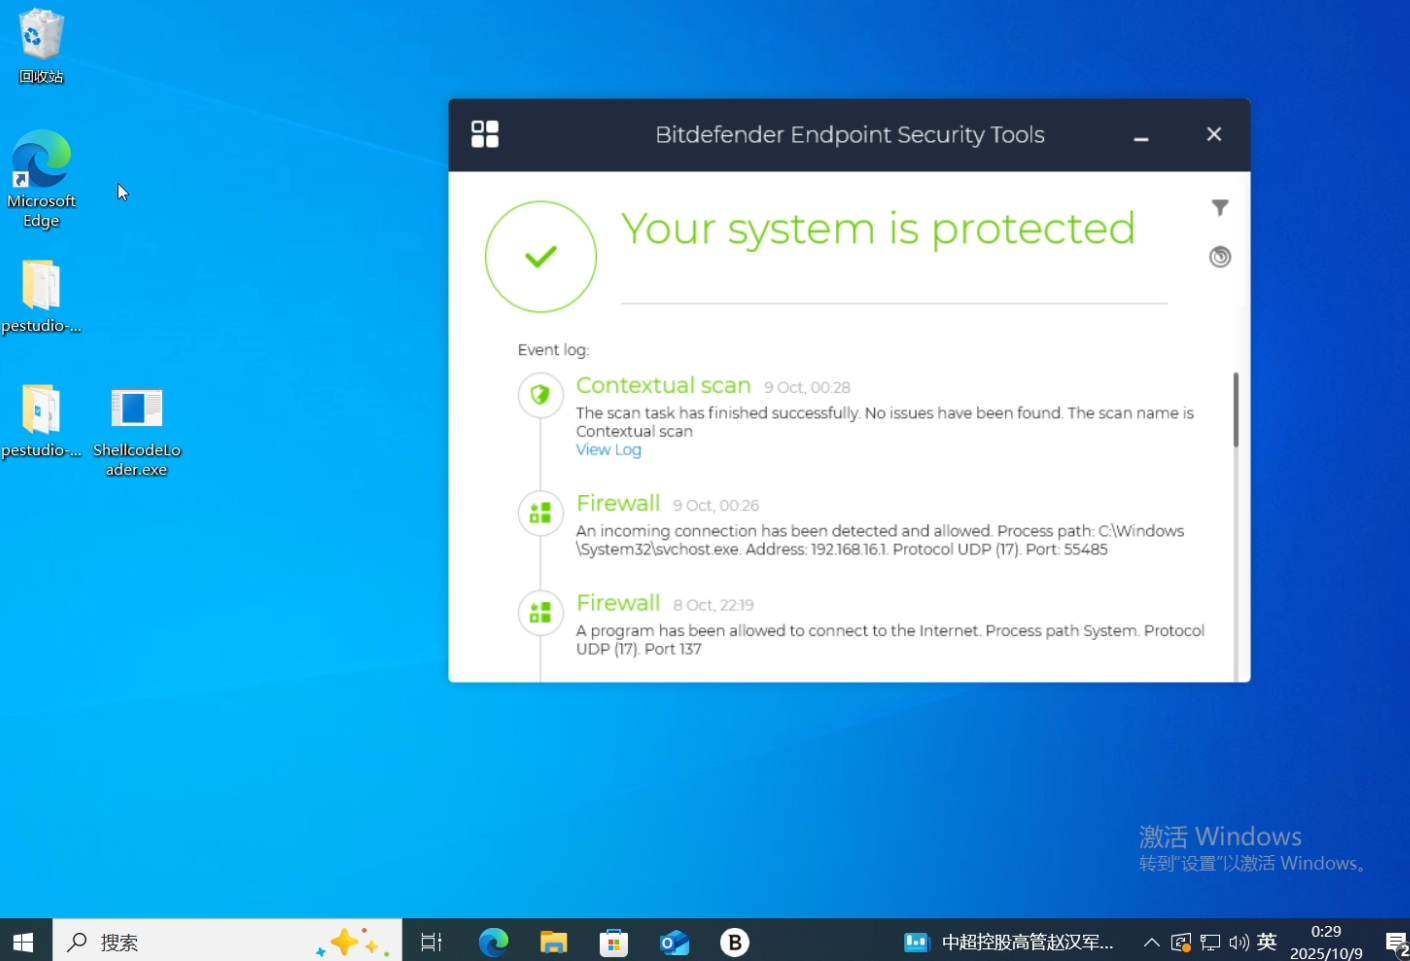 回收站
Microsoft
Edge
pestudio-...
pestudio-...
ShellcodeLo
ader.exe
Bitdefender Endpoint Security Tools
Your system is protected
Event log:
Contextual scan 9 Oct, 00:28
The scan task has finished successfully. No issues have been found. The scan name is
Contextual scan
View Log
Firewall 9 Oct, 00:26
An incoming connection has been detected and allowed. Process path: C:\Windows
\System32\svchost.exe. Address: 192.168.16.1. Protocol UDP (17). Port: 55485
Firewall 8 Oct, 22:19
A program has been allowed to connect to the Internet. Process path System. Protocol
UDP (17). Port 137
激活 Windows
转到"设置"以激活 Windows。
搜索
B
中超控股高管赵汉军...
英
0:29
2025/10/9
2